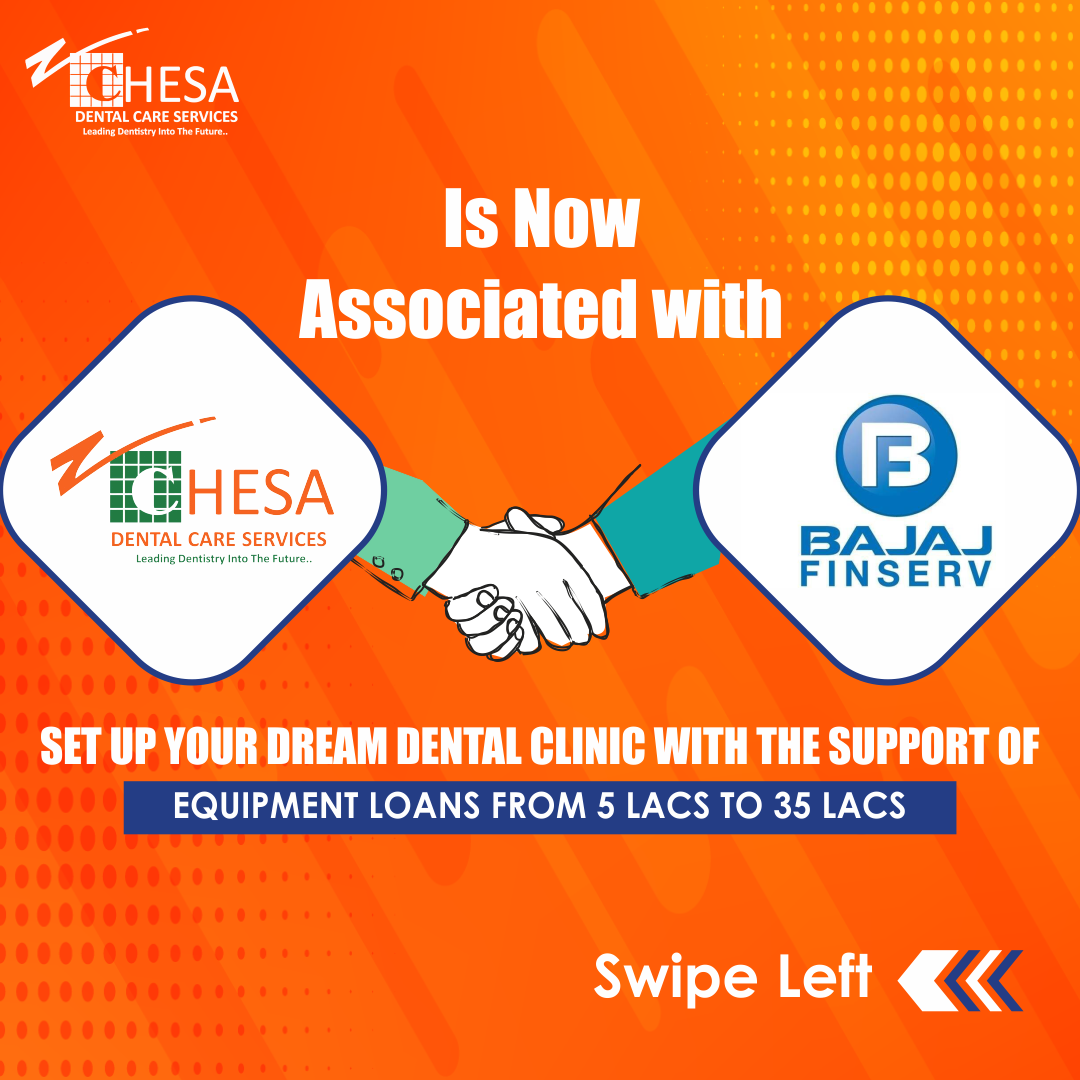 CHESA
DENTAL CARE SERVICES
Leading Dentistry Into The Future..
Is Now
Associated with
CHESA
DENTAL CARE SERVICES
Leading Dentistry Into The Future..
B
BAJAJ
FINSERV
SET UP YOUR DREAM DENTAL CLINIC WITH THE SUPPORT OF
EQUIPMENT LOANS FROM 5 LACS TO 35 LACS
Swipe Left